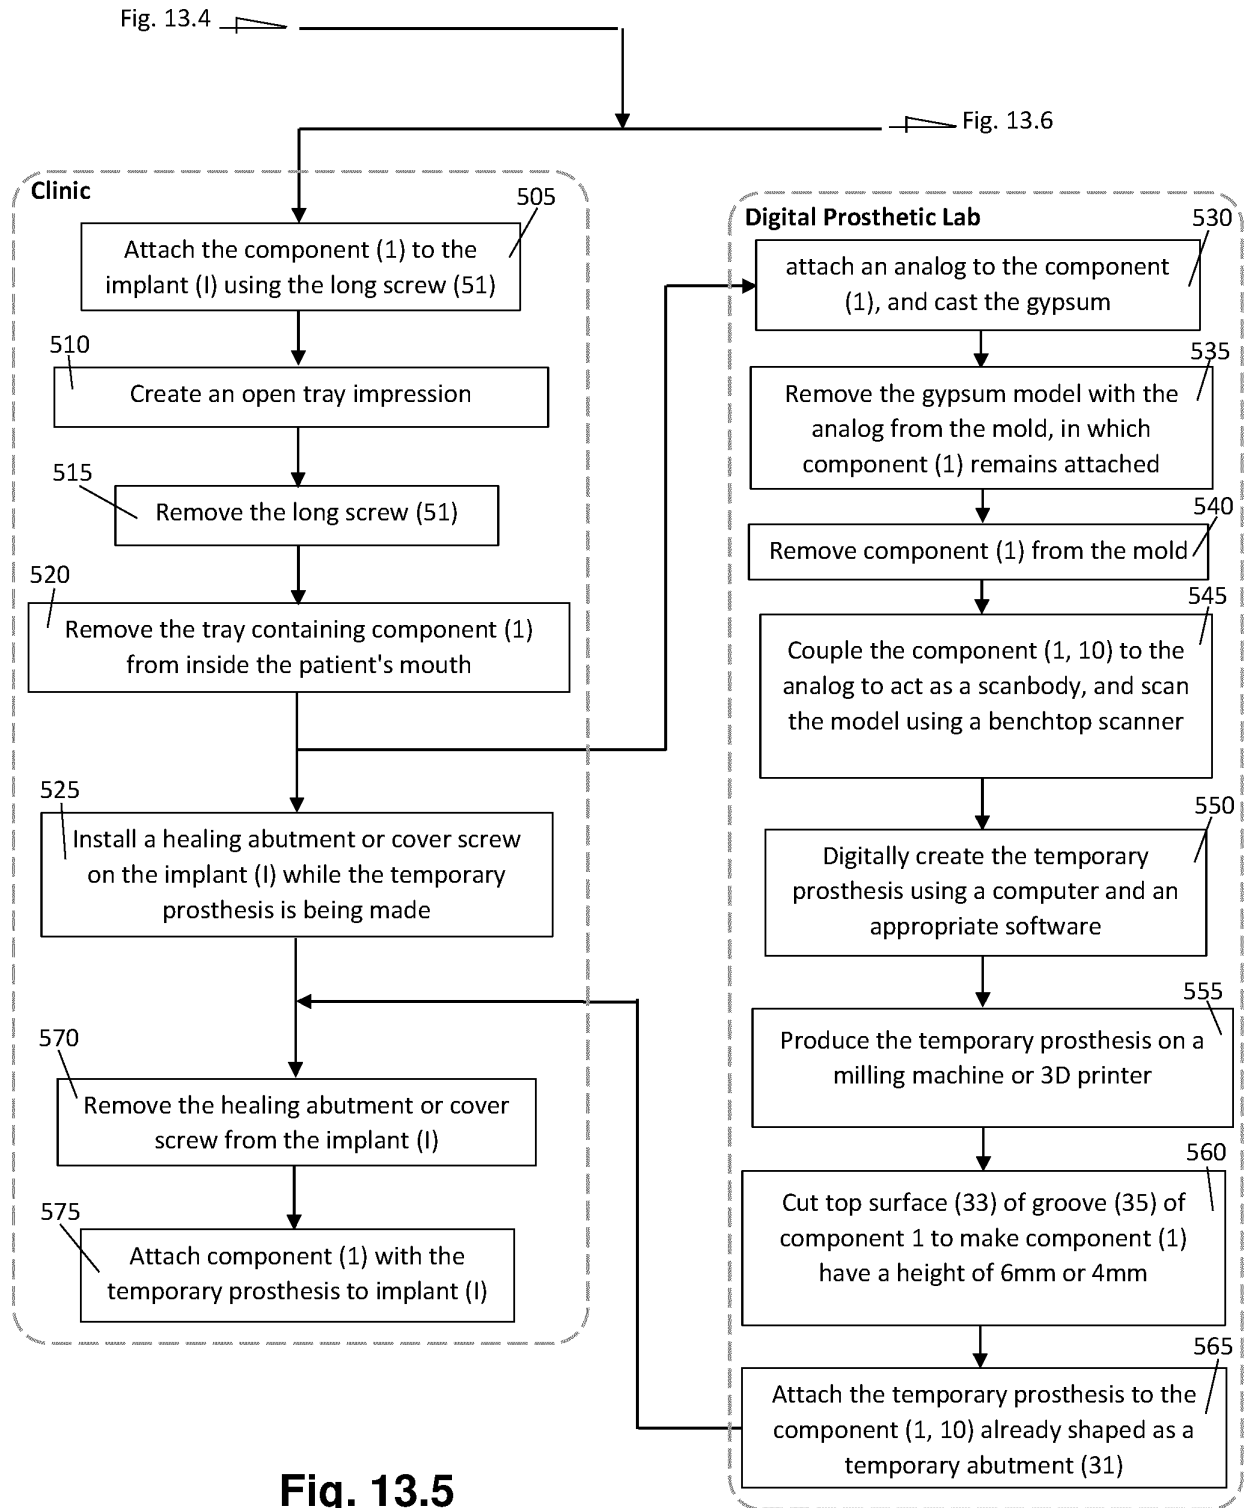 Fig. 13.4
Fig. 13.6
Clinic
505
Attach the component (1) to the
implant (I) using the long screw (51)
510
Create an open tray impression
515
Remove the long screw (51)
520
Remove the tray containing component (1)
from inside the patient's mouth
525
Install a healing abutment or cover screw
on the implant (I) while the temporary
prosthesis is being made
570
Remove the healing abutment or cover
screw from the implant (I)
575
Attach component (1) with the
temporary prosthesis to implant (I)
Digital Prosthetic Lab
530
attach an analog to the component
(1), and cast the gypsum
535
Remove the gypsum model with the
analog from the mold, in which
component (1) remains attached
540
Remove component (1) from the mold
545
Couple the component (1, 10) to the
analog to act as a scanbody, and scan
the model using a benchtop scanner
550
Digitally create the temporary
prosthesis using a computer and an
appropriate software
555
Produce the temporary prosthesis on a
milling machine or 3D printer
560
Cut top surface (33) of groove (35) of
component 1 to make component (1)
have a height of 6mm or 4mm
565
Attach the temporary prosthesis to the
component (1, 10) already shaped as a
temporary abutment (31)
Fig. 13.5